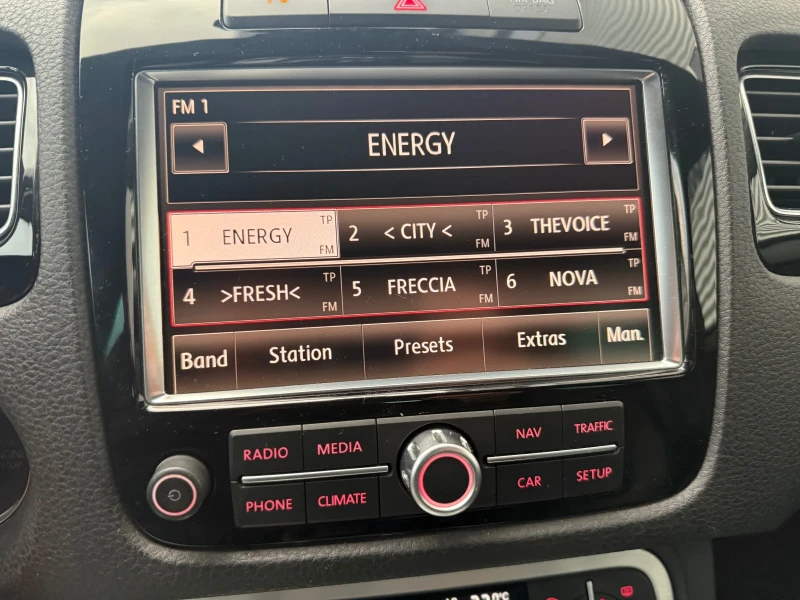 AIR BAG
FM 1
ENERGY
1 ENERGY TP FM
2 < CITY < TP FM
3 THEVOICE TP FM
4 >FRESH< TP FM
5 FRECCIA TP FM
6 NOVA TP FM
Band Station Presets Extras Man.
RADIO MEDIA NAV TRAFFIC
PHONE CLIMATE CAR SETUP